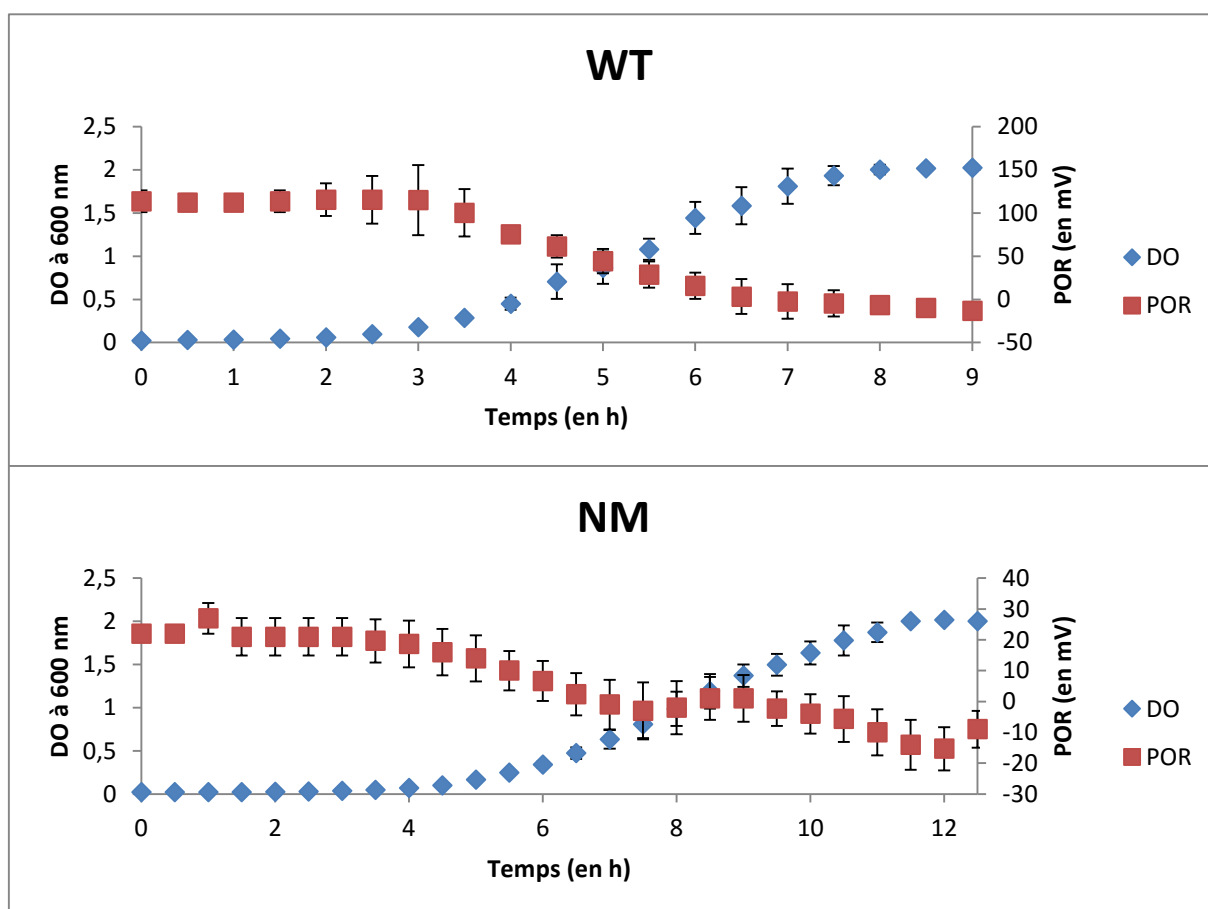 WT
DO à 600 nm
2,5
2
1,5
1
0,5
0
200
150
100
50
0
-50
POR (en mV)
0 1 2 3 4 5 6 7 8 9
Temps (en h)
DO
POR
NM
DO à 600 nm
2,5
2
1,5
1
0,5
0
40
30
20
10
0
-10
-20
-30
POR (en mV)
0 2 4 6 8 10 12
Temps (en h)
DO
POR